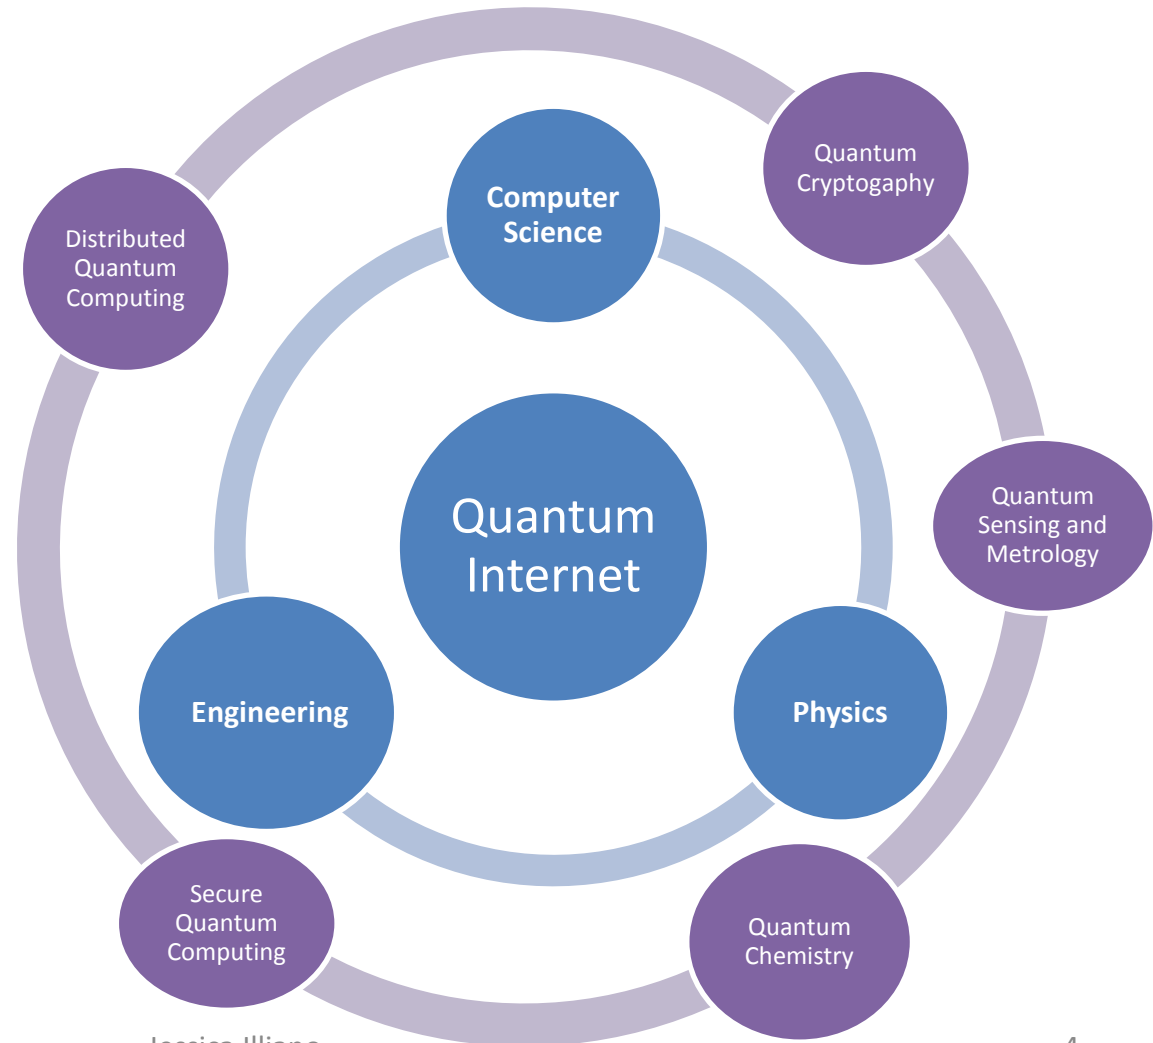 Computer
Science
Quantum
Cryptogaphy
Distributed
Quantum
Computing
Quantum
Internet
Quantum
Sensing and
Metrology
Engineering
Physics
Secure
Quantum
Computing
Quantum
Chemistry